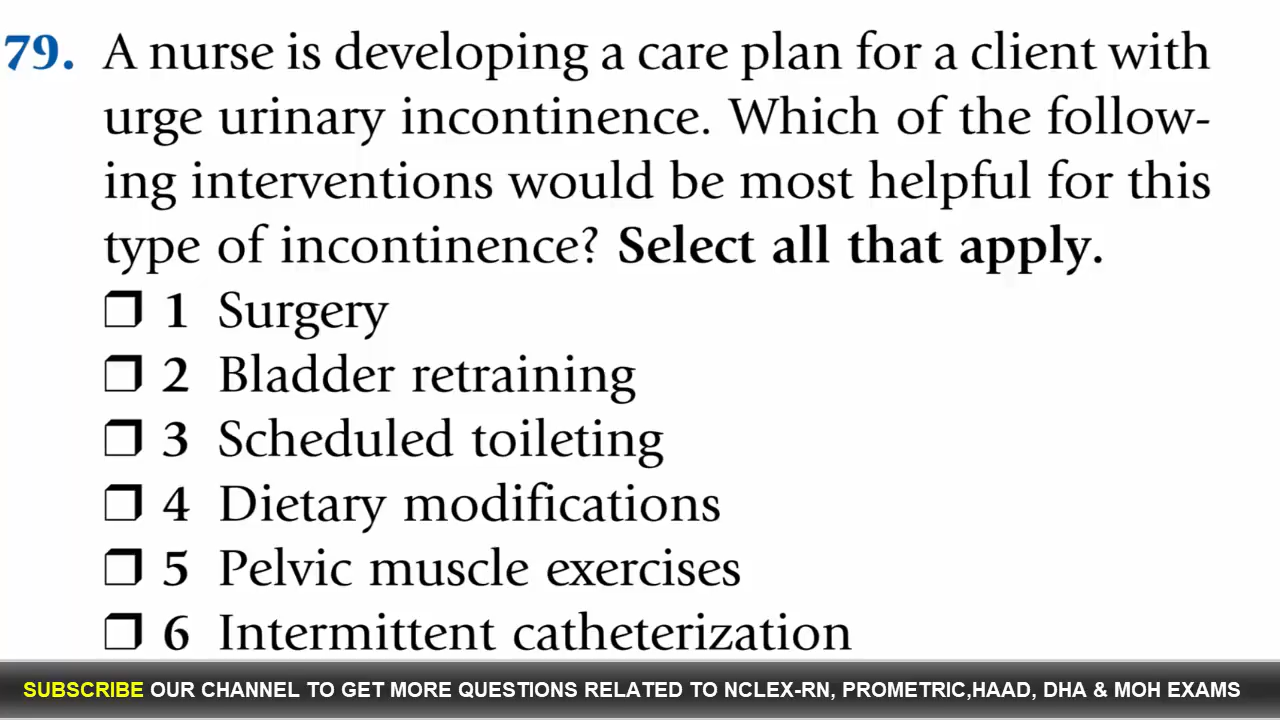 79. A nurse is developing a care plan for a client with
urge urinary incontinence. Which of the follow-
ing interventions would be most helpful for this
type of incontinence? Select all that apply.
❒ 1 Surgery
❒ 2 Bladder retraining
❒ 3 Scheduled toileting
❒ 4 Dietary modifications
❒ 5 Pelvic muscle exercises
❒ 6 Intermittent catheterization
SUBSCRIBE OUR CHANNEL TO GET MORE QUESTIONS RELATED TO NCLEX-RN, PROMETRIC,HAAD, DHA & MOH EXAMS